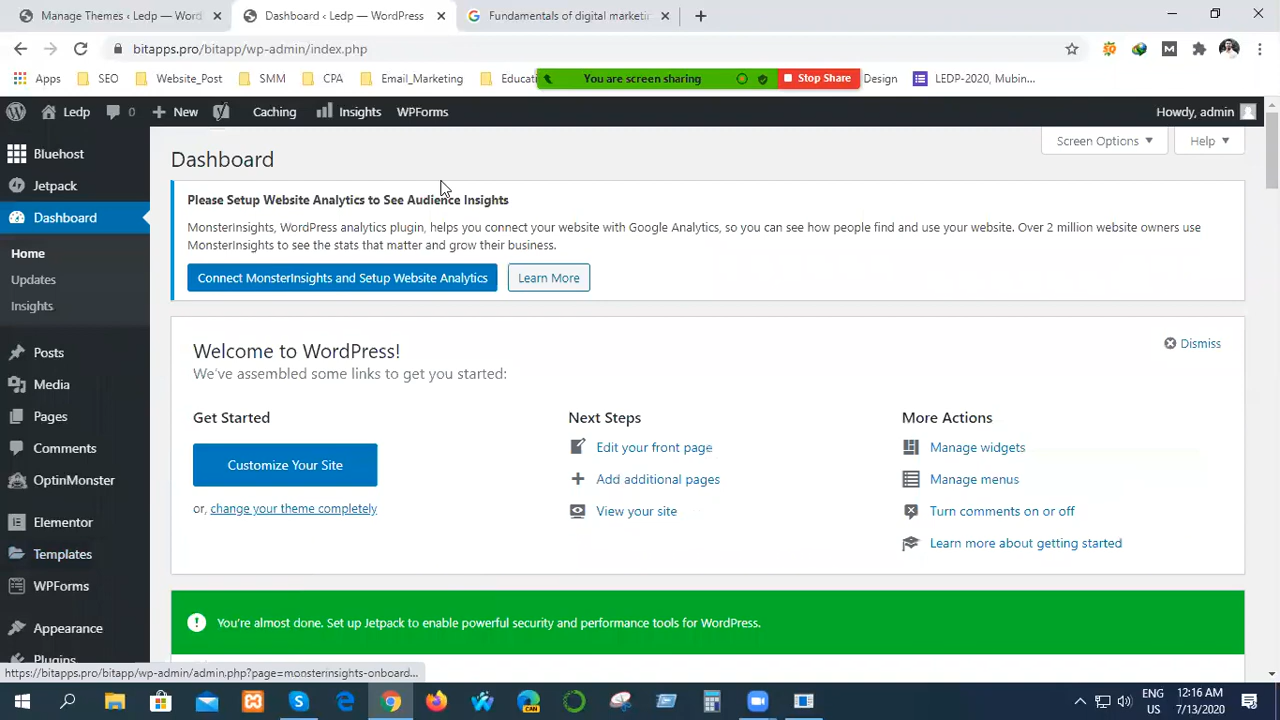 Manage Themes < Ledp — Word
Dashboard < Ledp — WordPress
Fundamentals of digital marketin
bitapps.pro/bitapp/wp-admin/index.php
Apps
SEO
Website_Post
SMM
CPA
Email_Marketing
Educati
You are screen sharing
Stop Share
Design
LEDP-2020, Mubin...
Ledp
0
New
Caching
Insights
WPForms
Howdy, admin
Bluehost
Jetpack
Dashboard
Home
Updates
Insights
Posts
Media
Pages
Comments
OptinMonster
Elementor
Templates
WPForms
Appearance
Plugins
Dashboard
Screen Options
Help
Please Setup Website Analytics to See Audience Insights
MonsterInsights, WordPress analytics plugin, helps you connect your website with Google Analytics, so you can see how people find and use your website. Over 2 million website owners use
MonsterInsights to see the stats that matter and grow their business.
Connect MonsterInsights and Setup Website Analytics
Learn More
Welcome to WordPress!
Dismiss
We've assembled some links to get you started:
Get Started
Customize Your Site
or, change your theme completely
Next Steps
Edit your front page
Add additional pages
View your site
More Actions
Manage widgets
Manage menus
Turn comments on or off
Learn more about getting started
You're almost done. Set up Jetpack to enable powerful security and performance tools for WordPress.
https://bitapps.pro/bitapp/wp-admin/admin.php?page=monsterinsights-onboard...
CAN
ENG
US
12:16 AM
7/13/2020